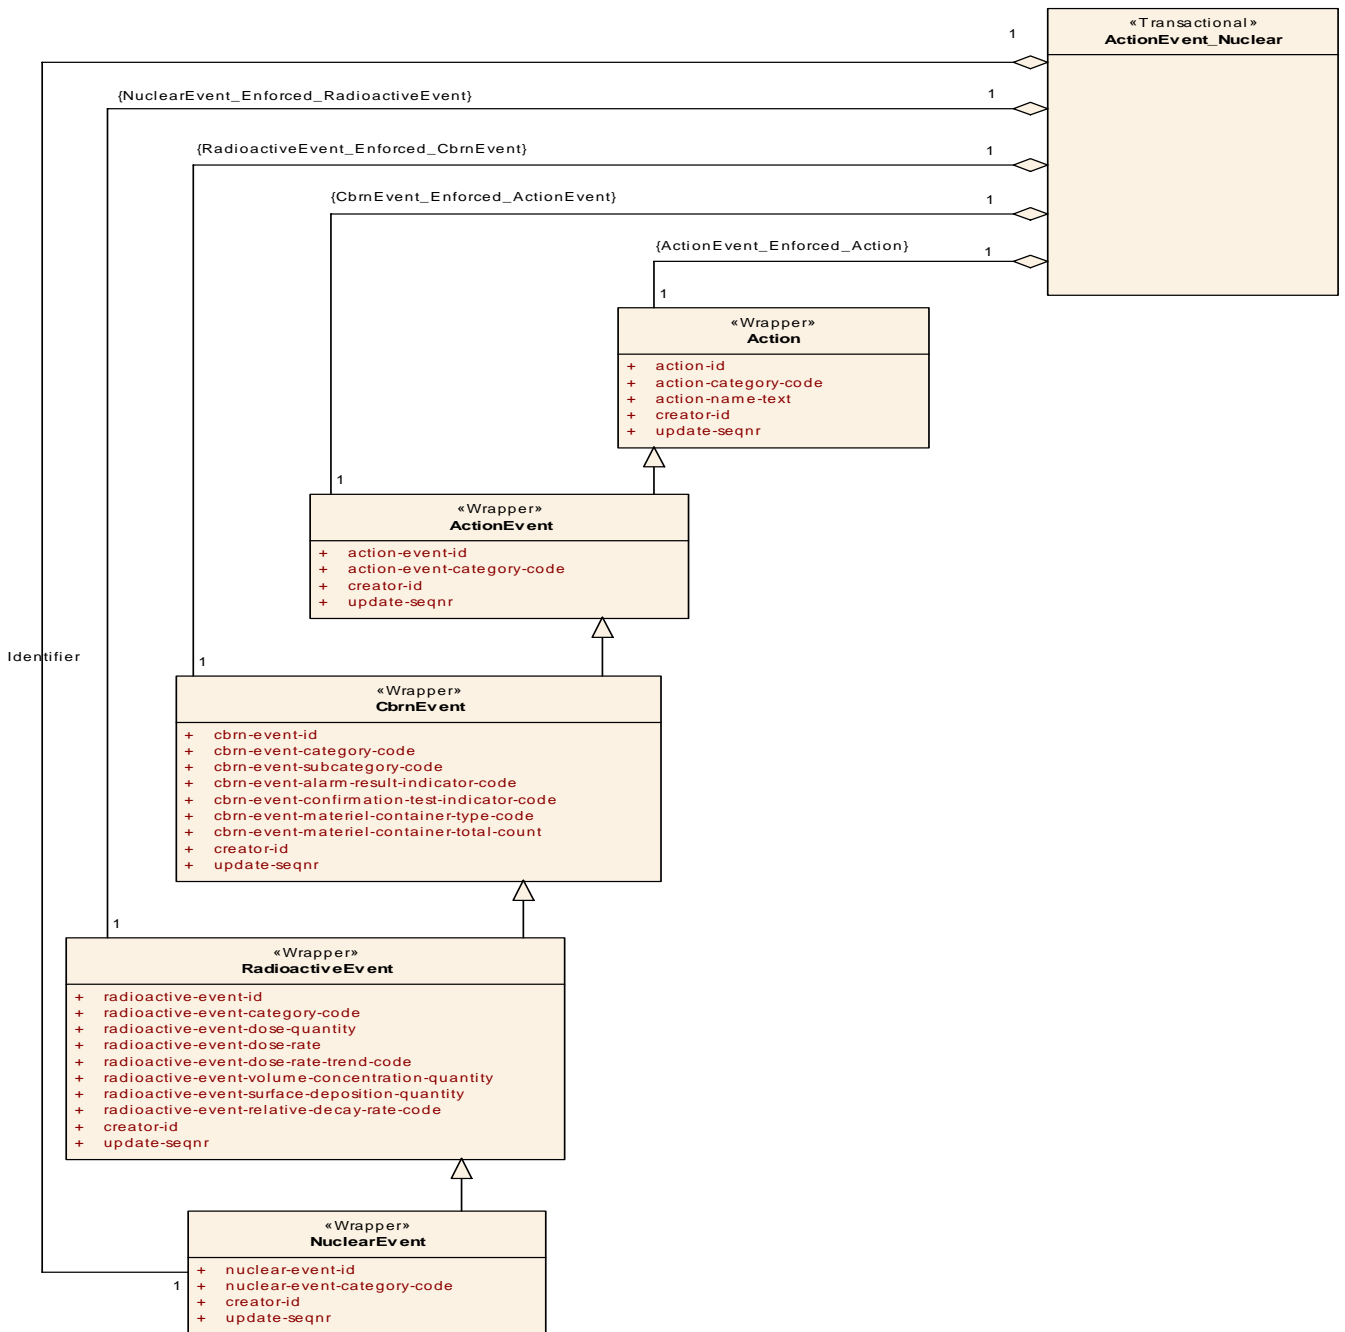 «Transactional»
ActionEvent_Nuclear
1
{NuclearEvent_Enforced_RadioactiveEvent}
1
{RadioactiveEvent_Enforced_CbrnEvent}
1
{CbrnEvent_Enforced_ActionEvent}
1
{ActionEvent_Enforced_Action}
1
1
«Wrapper»
Action
+ action-id
+ action-category-code
+ action-name-text
+ creator-id
+ update-seqnr
1
«Wrapper»
ActionEvent
+ action-event-id
+ action-event-category-code
+ creator-id
+ update-seqnr
Identifier
1
«Wrapper»
CbrnEvent
+ cbrn-event-id
+ cbrn-event-category-code
+ cbrn-event-subcategory-code
+ cbrn-event-alarm-result-indicator-code
+ cbrn-event-confirmation-test-indicator-code
+ cbrn-event-materiel-container-type-code
+ cbrn-event-materiel-container-total-count
+ creator-id
+ update-seqnr
1
«Wrapper»
RadioactiveEvent
+ radioactive-event-id
+ radioactive-event-category-code
+ radioactive-event-dose-quantity
+ radioactive-event-dose-rate
+ radioactive-event-dose-rate-trend-code
+ radioactive-event-volume-concentration-quantity
+ radioactive-event-surface-deposition-quantity
+ radioactive-event-relative-decay-rate-code
+ creator-id
+ update-seqnr
«Wrapper»
NuclearEvent
1
+ nuclear-event-id
+ nuclear-event-category-code
+ creator-id
+ update-seqnr